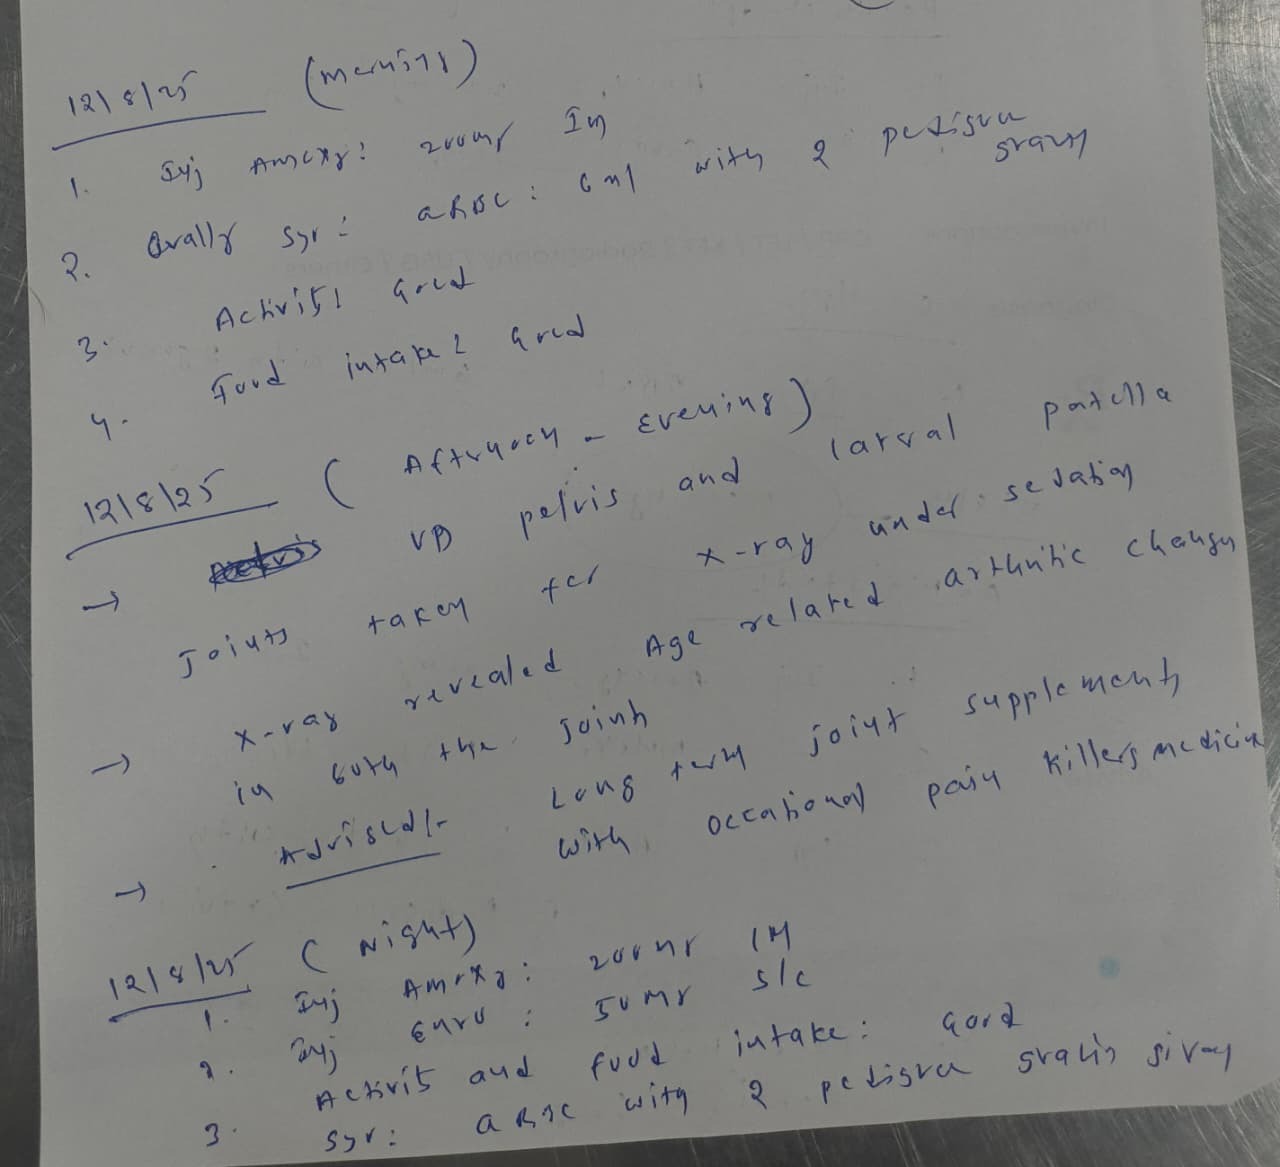 12/8/25 (morning)
1. Inj Amoxy: 200mg Im
2. Orally syr: aRBC: 6ml with 2 pedigree gravy
3. Activity: Good
4. Food intake: Good
12/8/25 (Afternoon - Evening)
→ VD pelvis and lateral patella
Joints taken for x-ray under sedation
→ X-ray revealed Age related arthritic changes
in both the joints
→ Advised:- Long term joint supplements
with occational pain killers medicine
12/8/25 (Night)
1. Inj Amoxy: 200mg IM
2. Inj Enro: 50mg s/c
3. Activity and food intake: Good
Syr: aRBC with 2 pedigree given